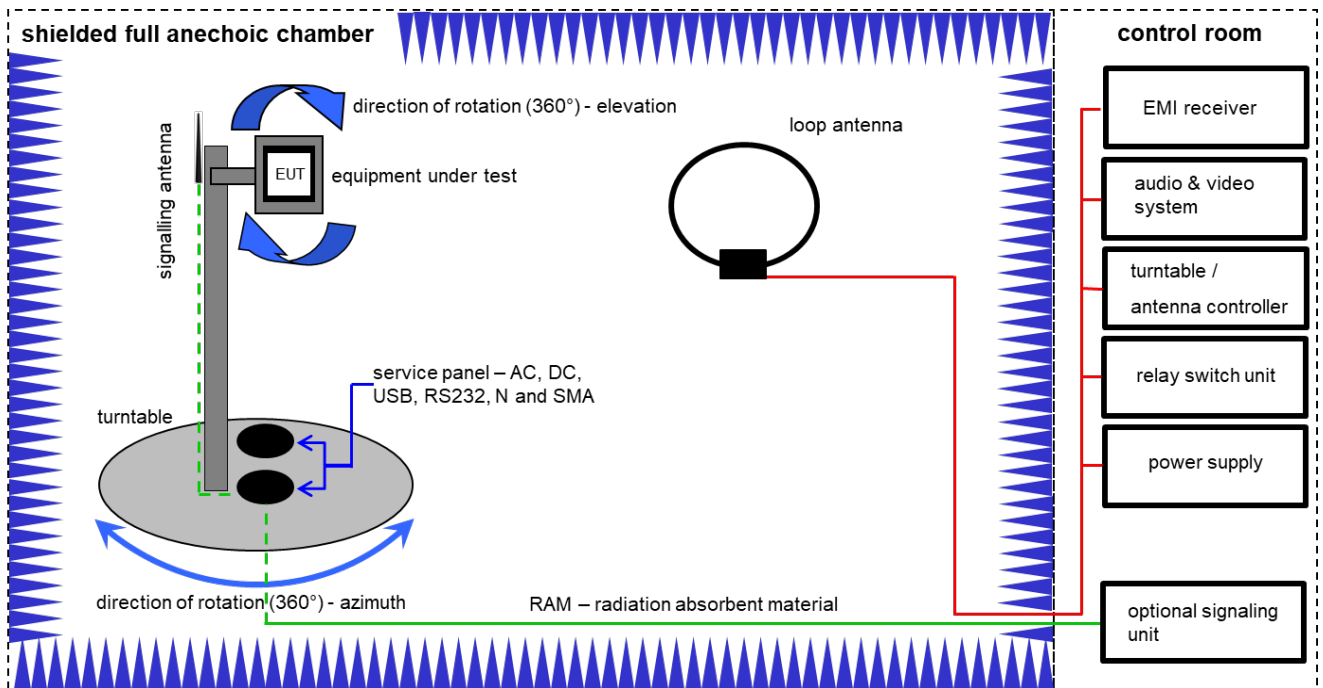 shielded full anechoic chamber
control room
direction of rotation (360°) - elevation
signalling antenna
EUT
equipment under test
loop antenna
EMI receiver
audio & video
system
turntable /
antenna controller
relay switch unit
power supply
service panel – AC, DC,
USB, RS232, N and SMA
turntable
direction of rotation (360°) - azimuth
RAM – radiation absorbent material
optional signaling
unit